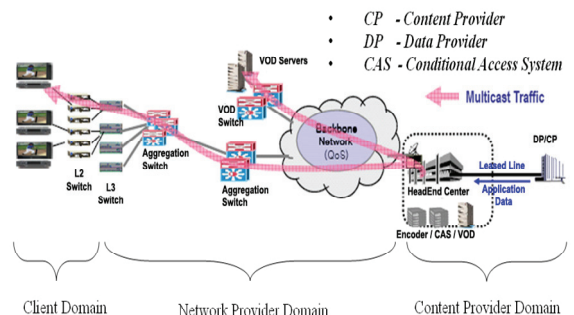 • CP - Content Provider
• DP - Data Provider
• CAS - Conditional Access System
VOD Servers
Multicast Traffic
VOD
Switch
Backbone
Network
(QoS)
DP/CP
Aggregation
Switch
Leased Line
HeadEnd Center
Application
Data
L2
Switch
L3
Switch
Aggregation
Switch
Encoder / CAS / VOD
Client Domain
Network Provider Domain
Content Provider Domain